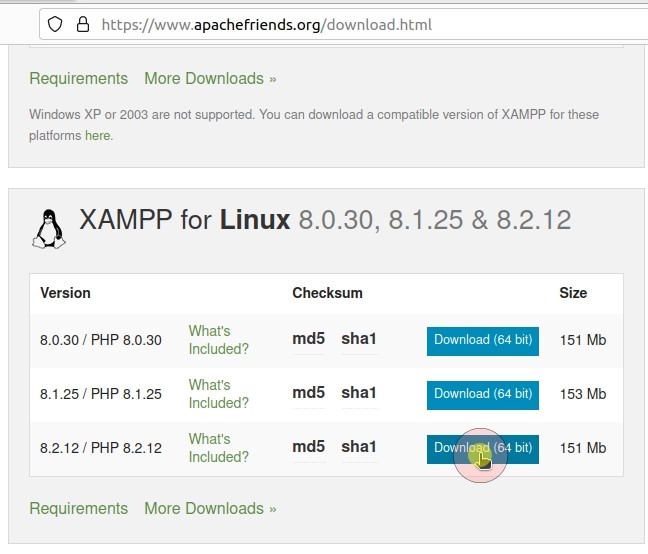 https://www.apachefriends.org/download.html
Requirements More Downloads »
Windows XP or 2003 are not supported. You can download a compatible version of XAMPP for these
platforms here.
XAMPP for Linux 8.0.30, 8.1.25 & 8.2.12
Version Checksum Size
8.0.30 / PHP 8.0.30 What's Included? md5 sha1 Download (64 bit) 151 Mb
8.1.25 / PHP 8.1.25 What's Included? md5 sha1 Download (64 bit) 153 Mb
8.2.12 / PHP 8.2.12 What's Included? md5 sha1 Download (64 bit) 151 Mb
Requirements More Downloads »